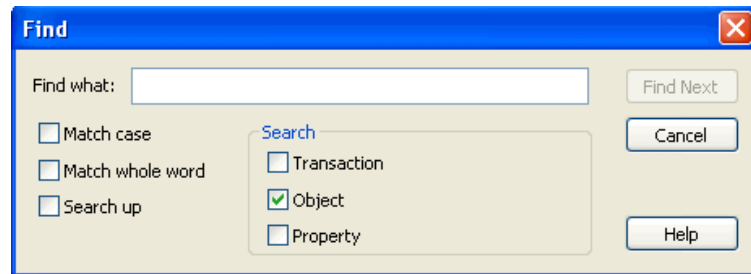 Find
Find what:
Find Next
Match case
Match whole word
Search up
Search
Transaction
Object
Property
Cancel
Help